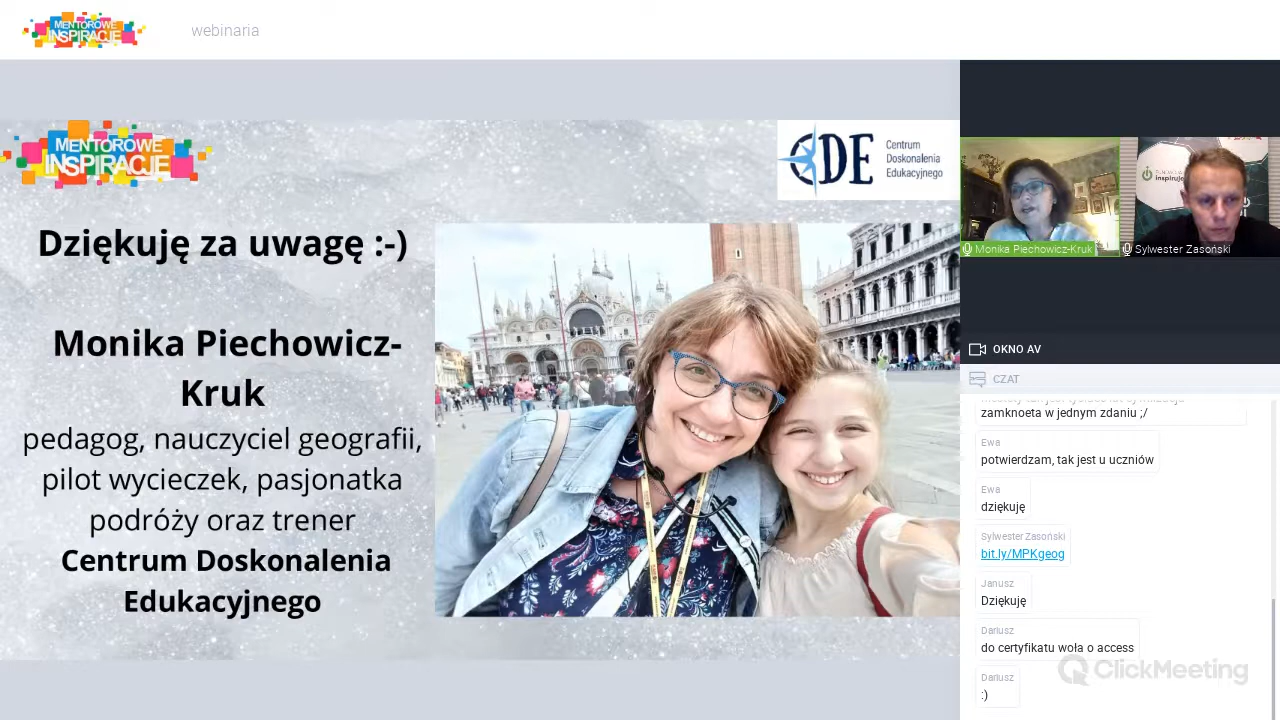 MENTOROWE
INSPIRACJE
webinaria
MENTOROWE
INSPIRACJE
CDE
Centrum
Doskonalenia
Edukacyjnego
Dziękuję za uwagę :-)
Monika Piechowicz-
Kruk
pedagog, nauczyciel geografii,
pilot wycieczek, pasjonatka
podróży oraz trener
Centrum Doskonalenia
Edukacyjnego
inspiruje
Monika Piechowicz-Kruk
Sylwester Zasoński
OKNO AV
CZAT
zamknoeta w jednym zdaniu ;/
Ewa
potwierdzam, tak jest u uczniów
Ewa
dziękuję
Sylwester Zasoński
bit.ly/MPKgeog
Janusz
Dziękuję
Dariusz
do certyfikatu woła o access
Dariusz
:)
ClickMeeting